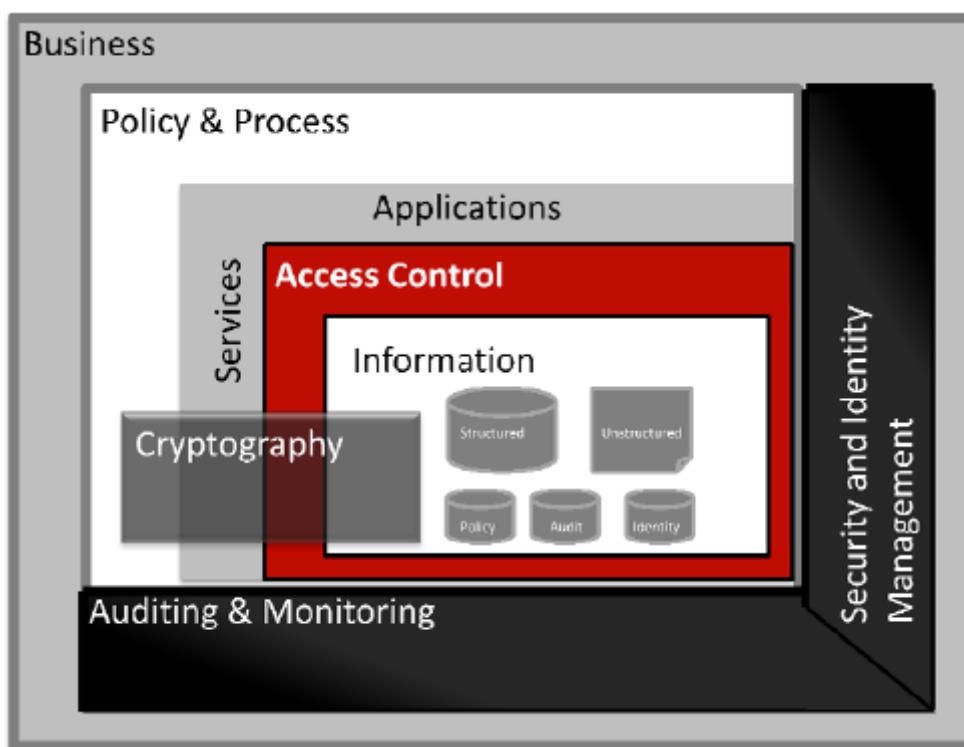 Business
Policy & Process
Applications
Services
Access Control
Information
Structured
Unstructured
Cryptography
Policy
Audit
Identity
Security and Identity
Management
Auditing & Monitoring